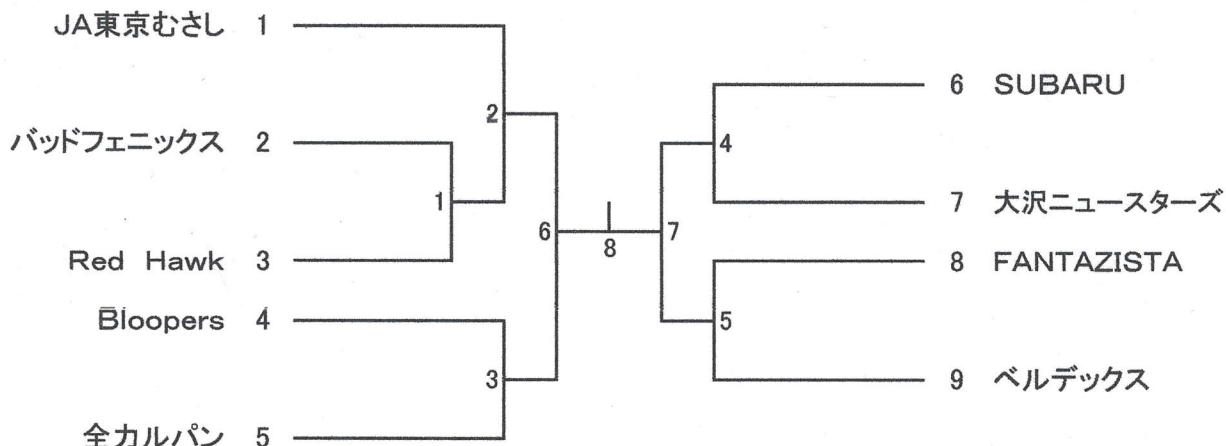 JA東京むさし 1
バッドフェニックス 2
Red Hawk 3
Bloopers 4
全カルパン 5
2
1
6
3
8
7
4
5
6 SUBARU
7 大沢ニュースターズ
8 FANTAZISTA
9 ベルデックス